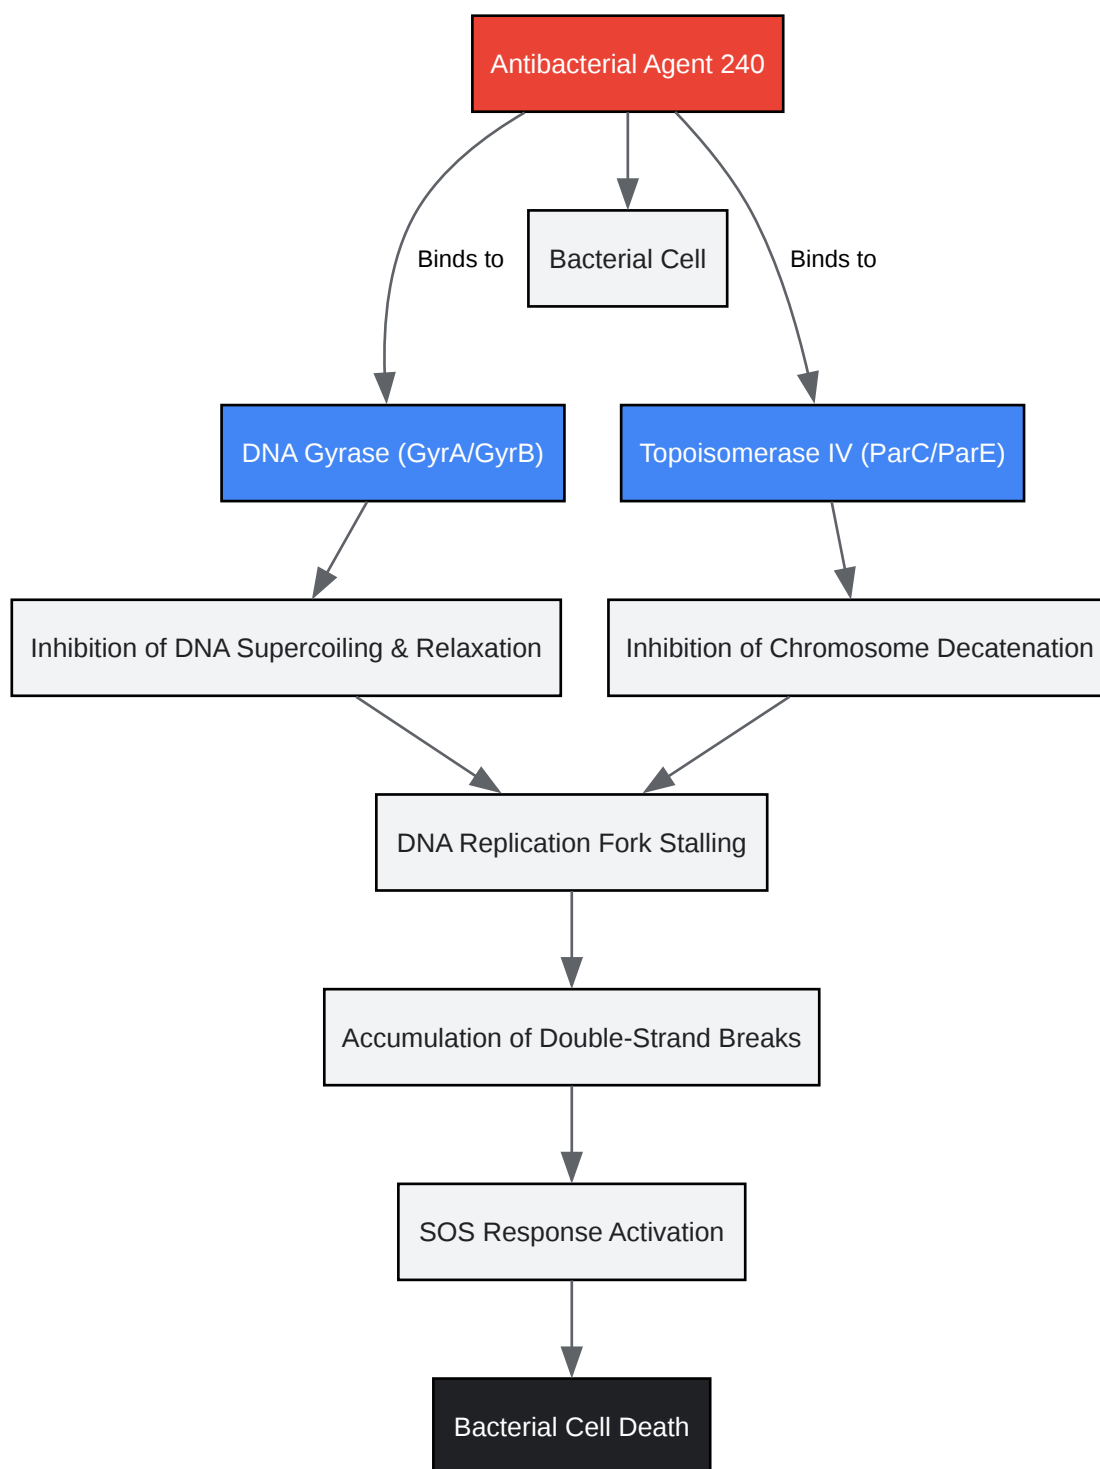 Antibacterial Agent 240
Binds to
Bacterial Cell
Binds to
DNA Gyrase (GyrA/GyrB)
Topoisomerase IV (ParC/ParE)
Inhibition of DNA Supercoiling & Relaxation
Inhibition of Chromosome Decatenation
DNA Replication Fork Stalling
Accumulation of Double-Strand Breaks
SOS Response Activation
Bacterial Cell Death